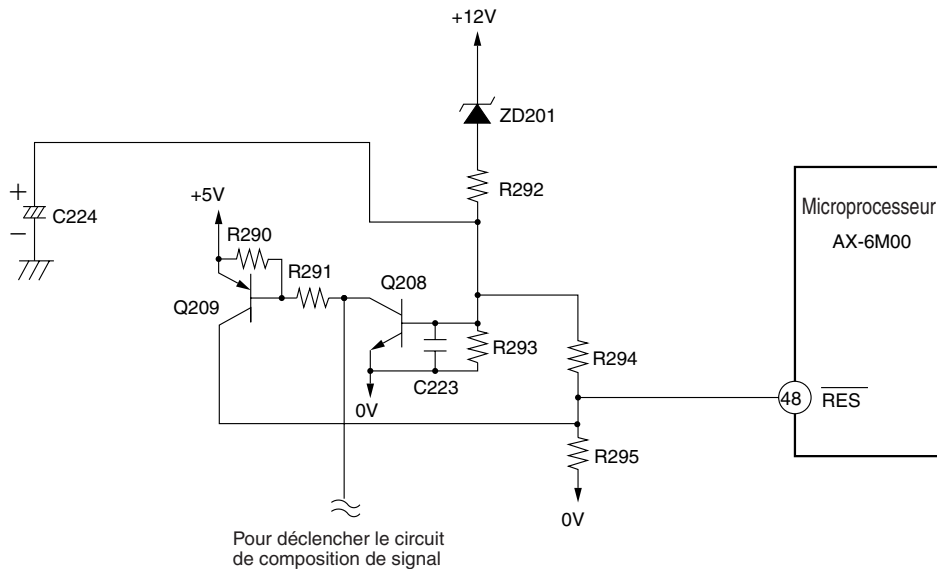 +12V
ZD201
R292
+
C224
−
+5V
R290
R291
Q208
Q209
R293
C223
0V
R294
Microprocesseur
AX-6M00
48
RES
R295
0V
Pour déclencher le circuit
de composition de signal